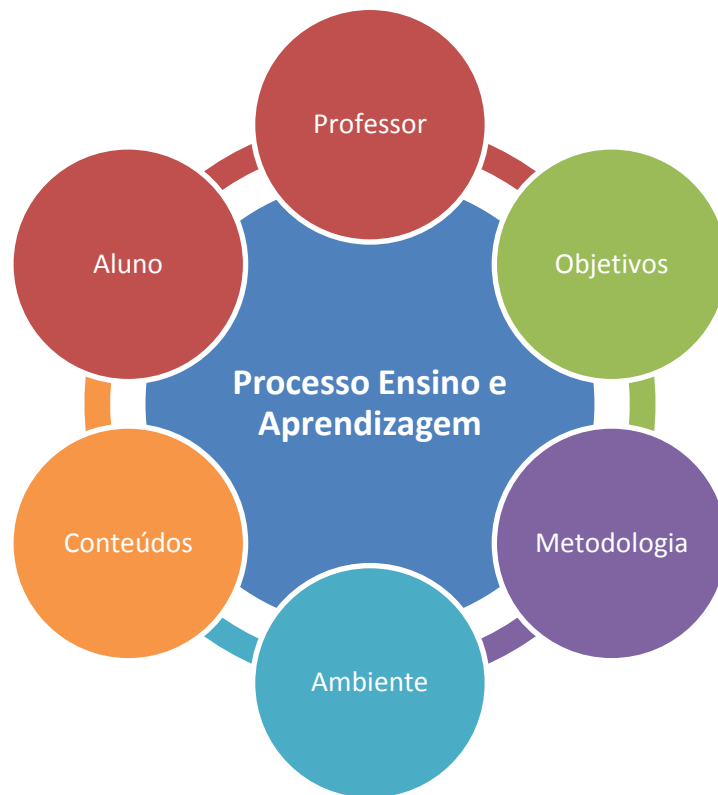 Professor
Aluno
Objetivos
Processo Ensino e
Aprendizagem
Conteúdos
Metodologia
Ambiente